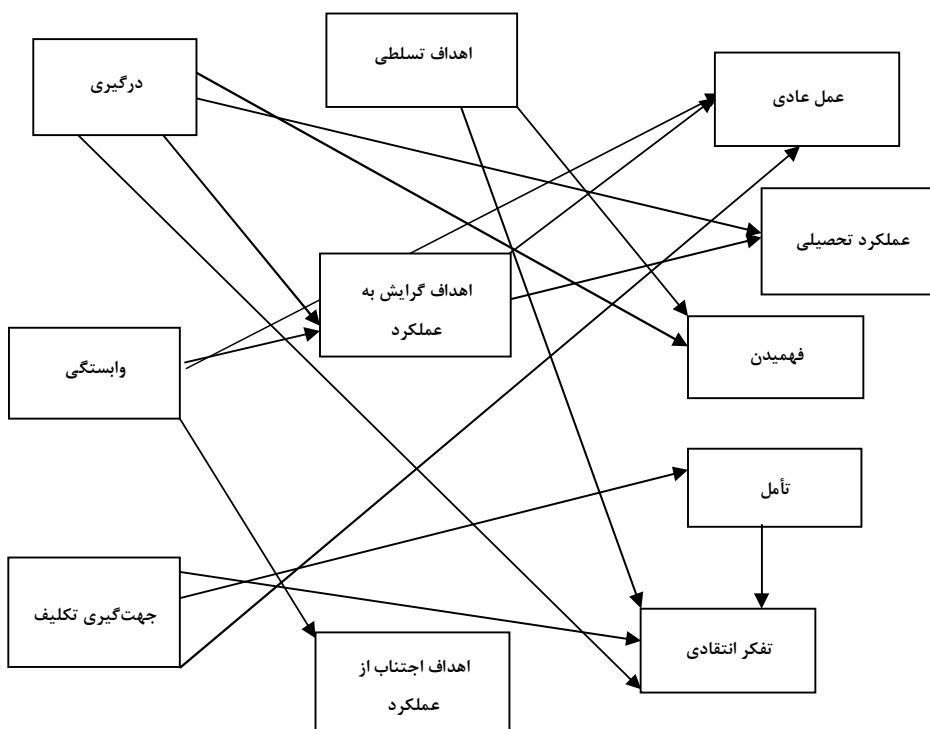 اهداف تسلطی
درگیری
عمل عادی
عملکرد تحصیلی
اهداف گرایش به
عملکرد
فهمیدن
وابستگی
تأمل
جهت‌گیری تکلیف
تفکر انتقادی
اهداف اجتناب از
عملکرد